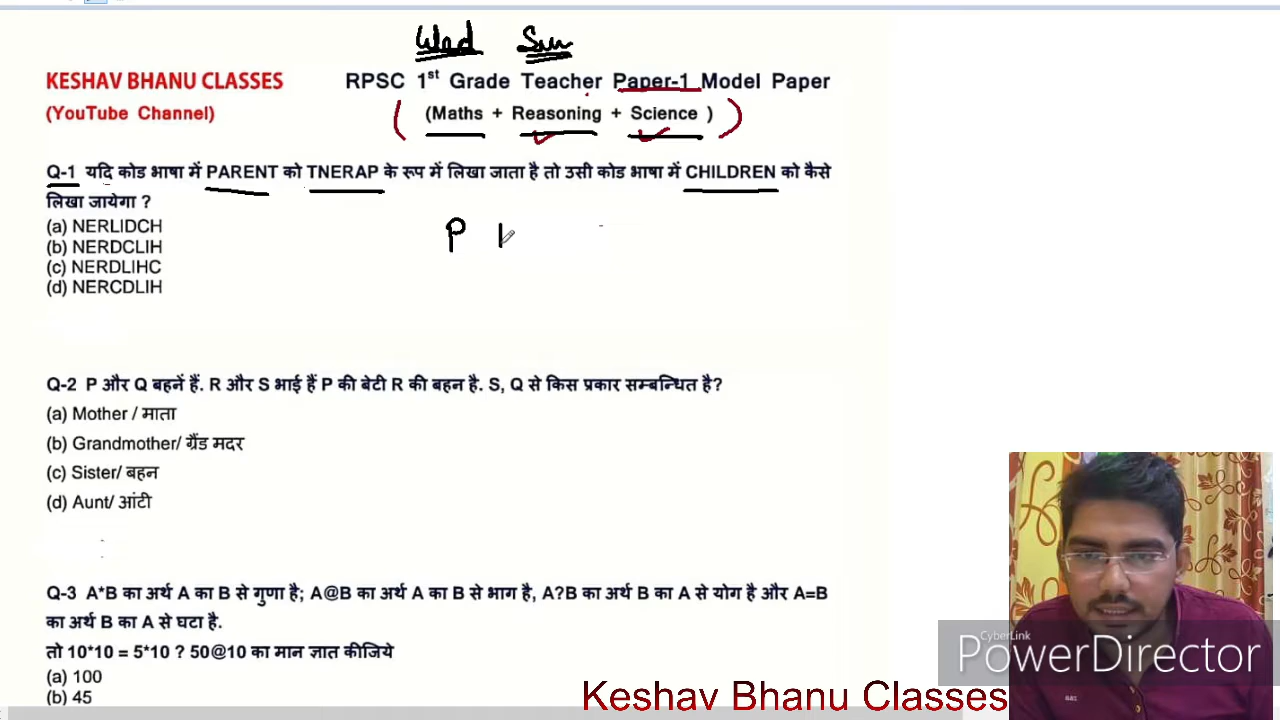 Wed Sun
KESHAV BHANU CLASSES RPSC 1st Grade Teacher Paper-1 Model Paper
(YouTube Channel) (Maths + Reasoning + Science )
Q-1 यदि कोड भाषा में PARENT को TNERAP के रूप में लिखा जाता है तो उसी कोड भाषा में CHILDREN को कैसे
लिखा जायेगा ?
(a) NERLIDCH
(b) NERDCLIH
(c) NERDLIHC
(d) NERCDLIH
P
Q-2 P और Q बहनें हैं. R और S भाई हैं P की बेटी R की बहन है. S, Q से किस प्रकार सम्बन्धित है?
(a) Mother / माता
(b) Grandmother/ ग्रैंड मदर
(c) Sister/ बहन
(d) Aunt/ आंटी
Q-3 A*B का अर्थ A का B से गुणा है; A@B का अर्थ A का B से भाग है, A?B का अर्थ B का A से योग है और A=B
का अर्थ B का A से घटा है.
तो 10*10 = 5*10 ? 50@10 का मान ज्ञात कीजिये
(a) 100
(b) 45
CyberLink
PowerDirector
Keshav Bhanu Classes